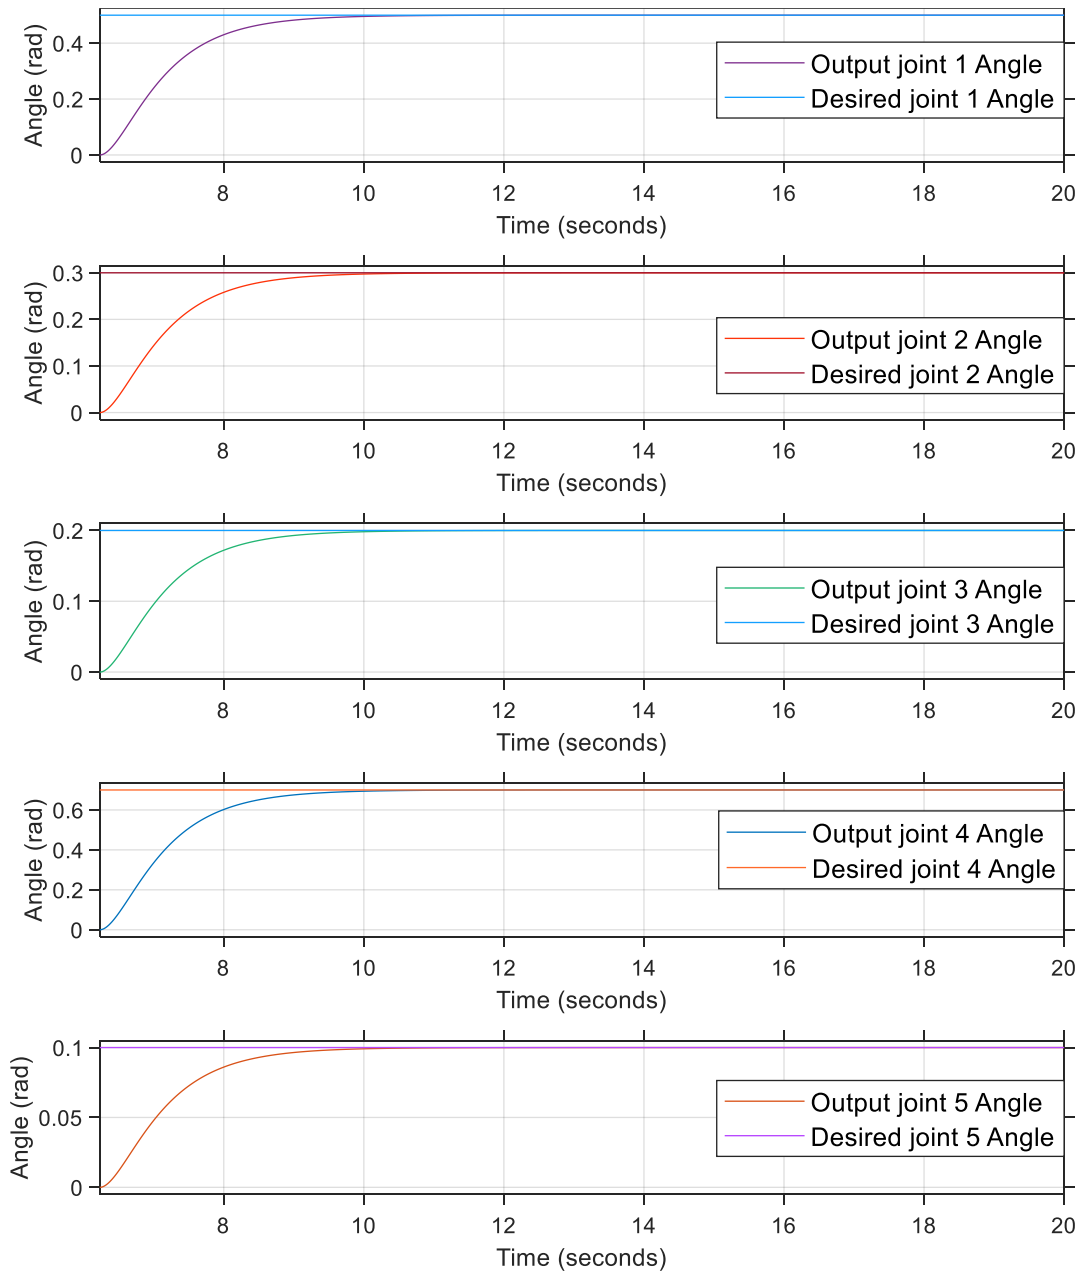 Angle (rad)
0.4
0.2
0
Output joint 1 Angle
Desired joint 1 Angle
8 10 12 14 16 18 20
Time (seconds)
Angle (rad)
0.3
0.2
0.1
0
Output joint 2 Angle
Desired joint 2 Angle
8 10 12 14 16 18 20
Time (seconds)
Angle (rad)
0.2
0.1
0
Output joint 3 Angle
Desired joint 3 Angle
8 10 12 14 16 18 20
Time (seconds)
Angle (rad)
0.6
0.4
0.2
0
Output joint 4 Angle
Desired joint 4 Angle
8 10 12 14 16 18 20
Time (seconds)
Angle (rad)
0.1
0.05
0
Output joint 5 Angle
Desired joint 5 Angle
8 10 12 14 16 18 20
Time (seconds)